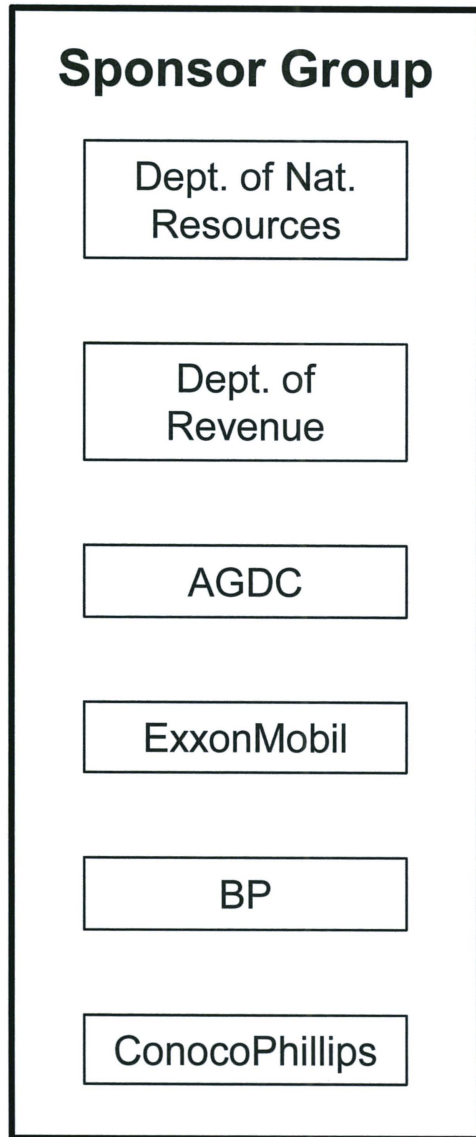 Sponsor Group
Dept. of Nat.
Resources
Dept. of
Revenue
AGDC
ExxonMobil
BP
ConocoPhillips